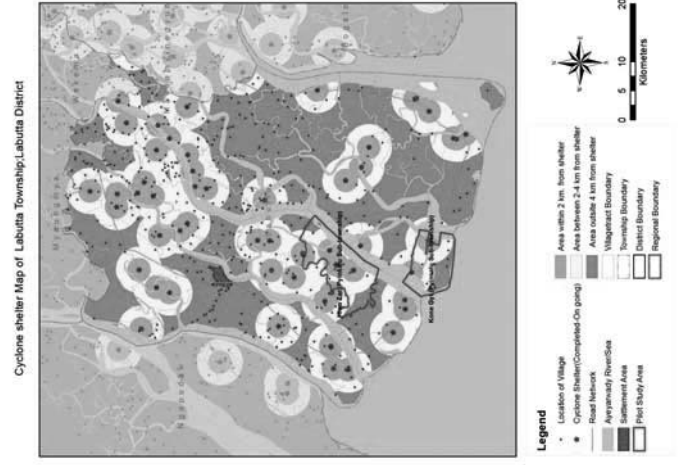 Cyclone shelter Map of Labutta Township;Labutta District
Legend
Location of Village
Cyclone Shelter(Completed-On going)
Road Network
Ayeyarwady River/Sea
Sattlement Area
Pilot Study Area
Area within 2 km. from shelter
Area between 2-4 km from shelter
Area outsite 4 km from shelter
Villagetract Boundary
Township Boundary
District Boundary
Regional Boundary
N
E
S
W
0 5 10 20
Kilometers